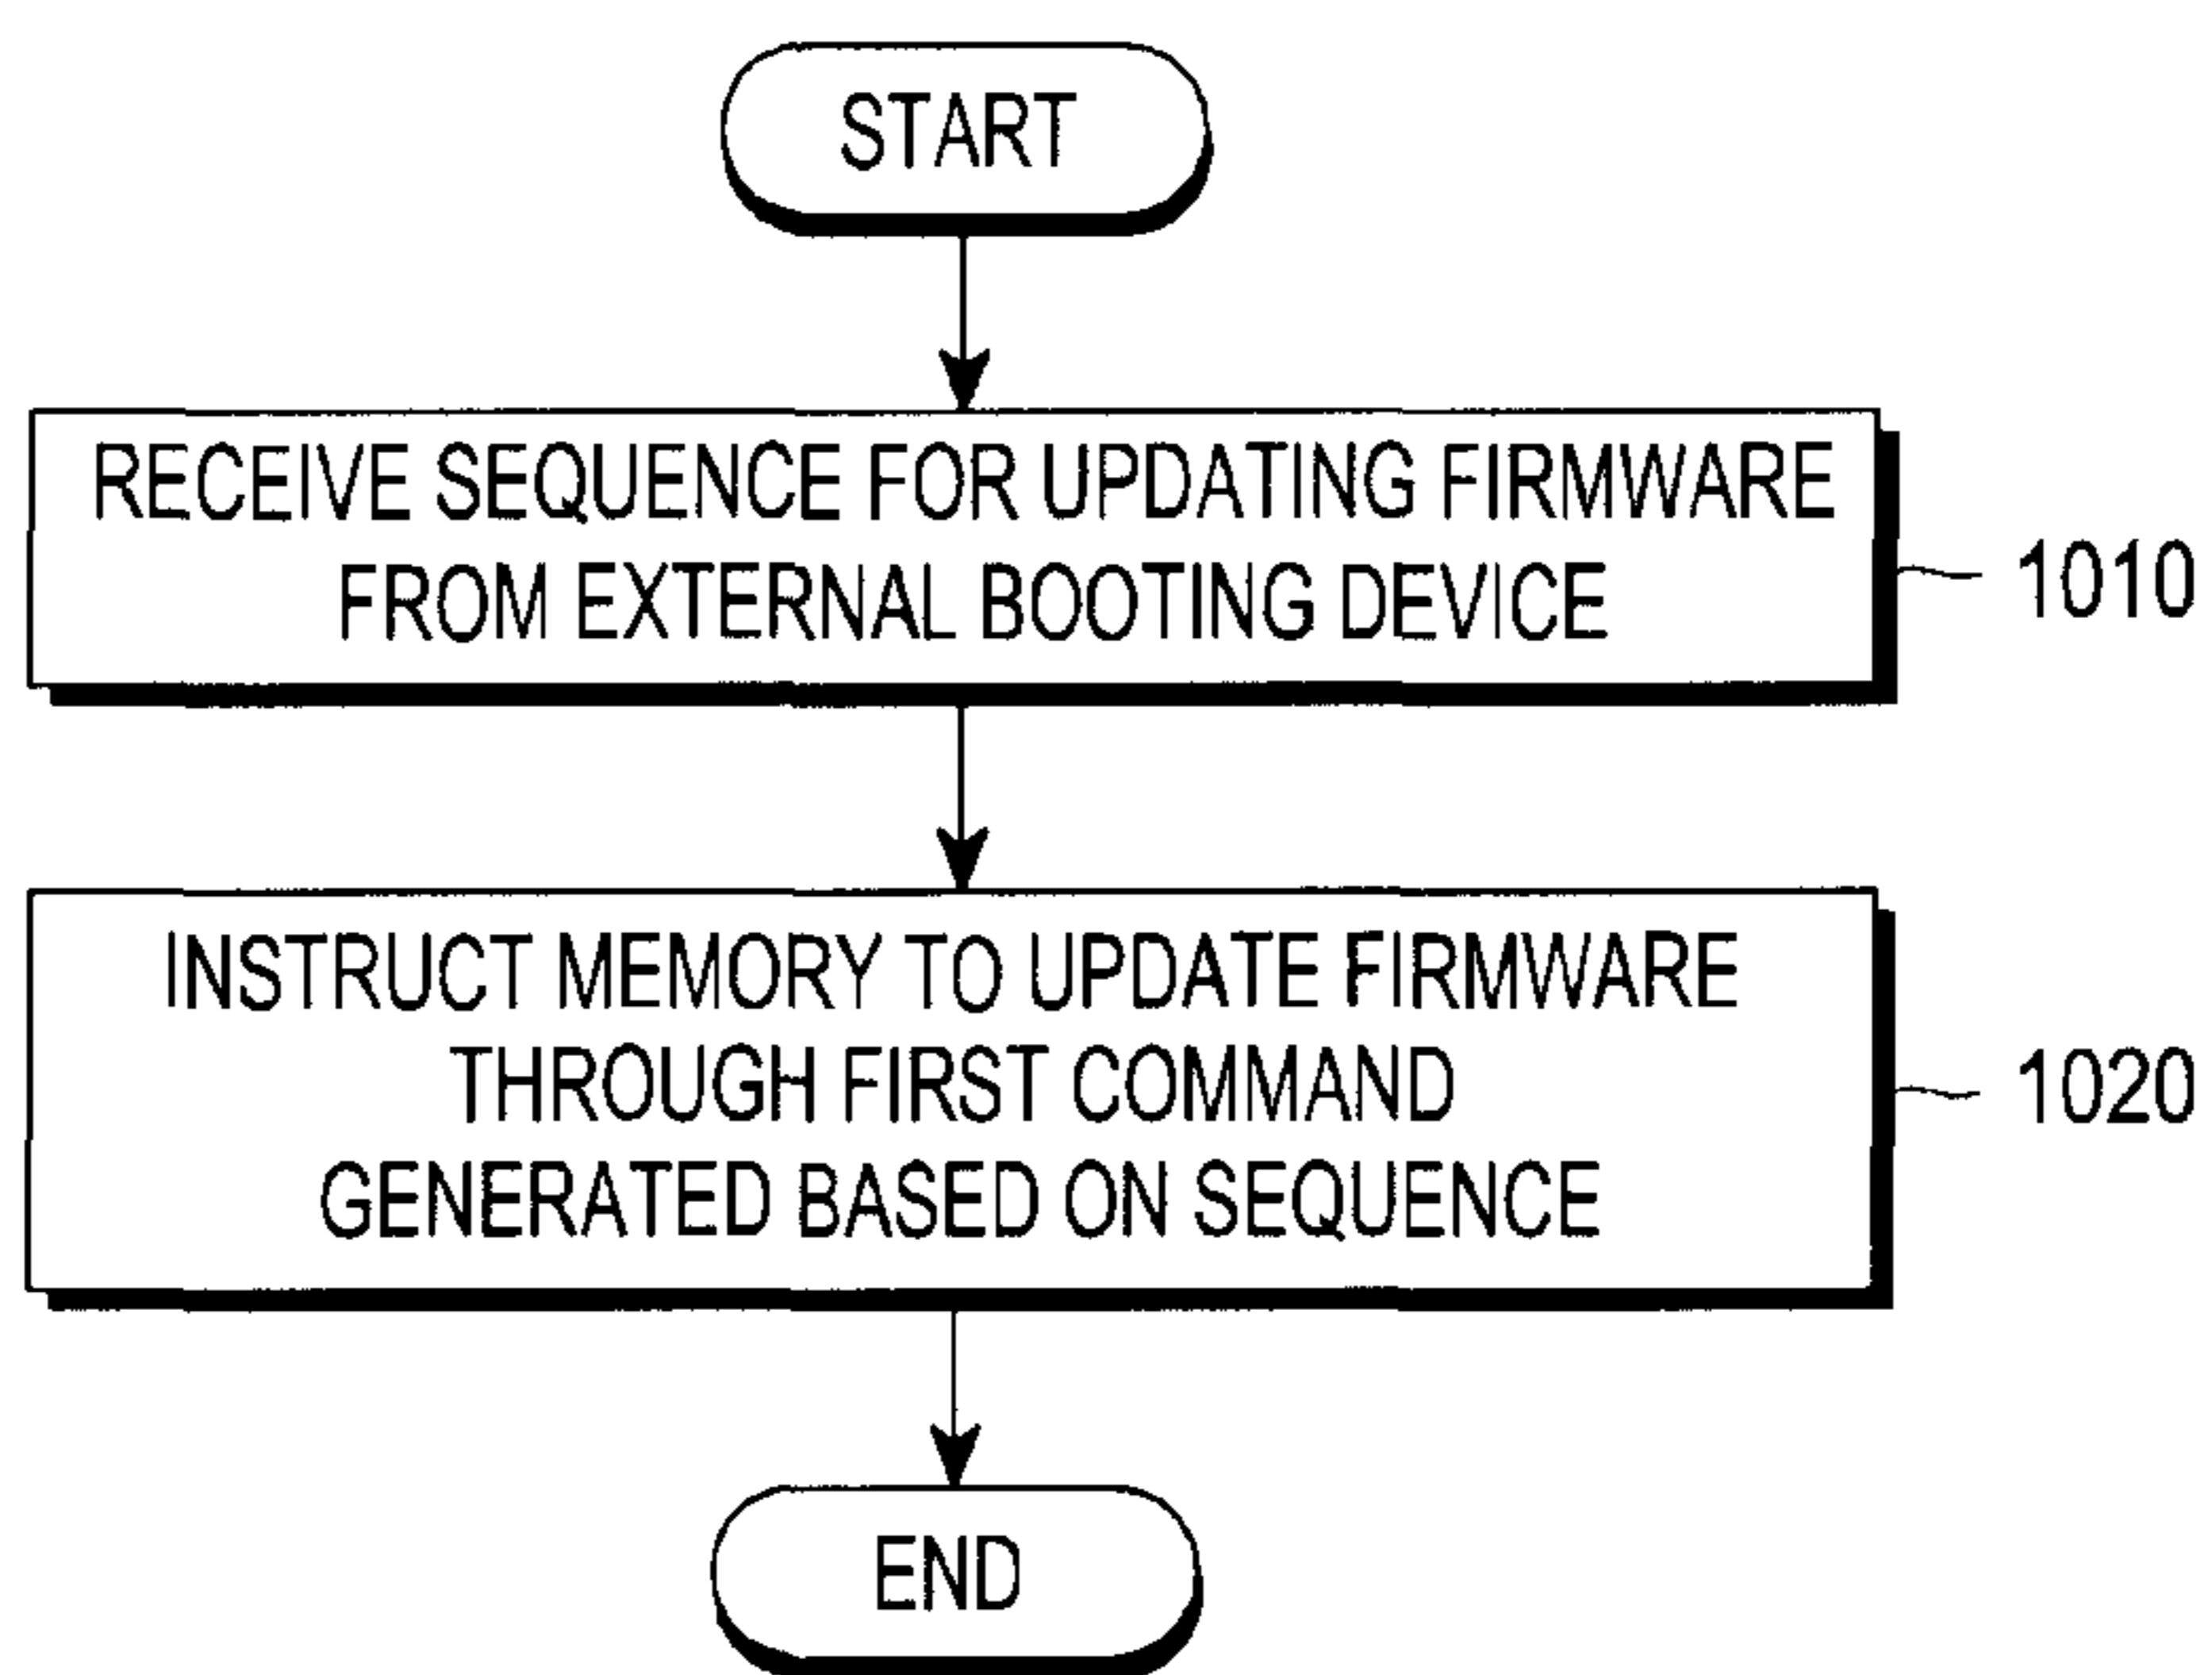 START
RECEIVE SEQUENCE FOR UPDATING FIRMWARE
FROM EXTERNAL BOOTING DEVICE
1010
INSTRUCT MEMORY TO UPDATE FIRMWARE
THROUGH FIRST COMMAND
GENERATED BASED ON SEQUENCE
1020
END